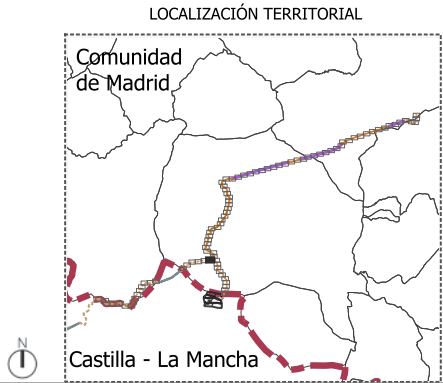 LOCALIZACIÓN TERRITORIAL
Comunidad
de Madrid
N
Castilla - La Mancha